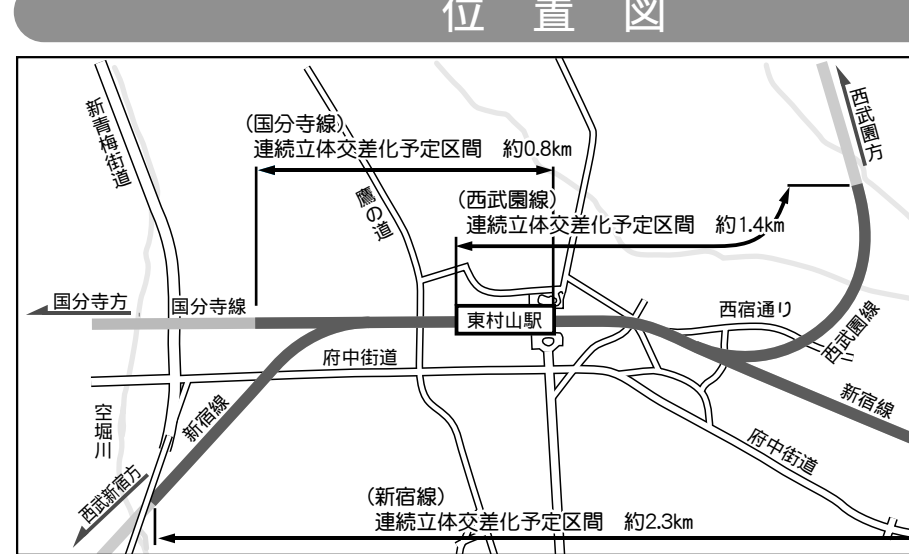 位置図
新青梅街道
(国分寺線)
連続立体交差化予定区間 約0.8km
鷹の道
(西武園線)
連続立体交差化予定区間 約1.4km
西武園方
国分寺方
国分寺線
東村山駅
西宿通り
西武園線
府中街道
新宿線
新宿線
空堀川
府中街道
西武新宿方
(新宿線)
連続立体交差化予定区間 約2.3km